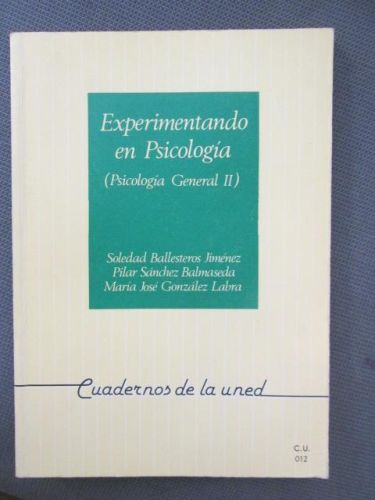 Experimentando
en Psicología
(Psicología General II)
Soledad Ballesteros Jiménez
Pilar Sánchez Balmaseda
María José González Labra
Cuadernos de la uned
C.U.
012